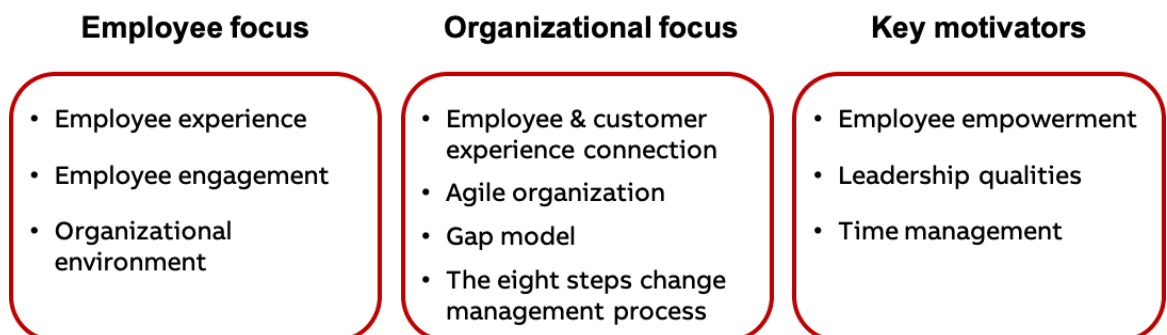 Employee focus
• Employee experience
• Employee engagement
• Organizational
environment
Organizational focus
• Employee & customer
experience connection
• Agile organization
• Gap model
• The eight steps change
management process
Key motivators
• Employee empowerment
• Leadership qualities
• Time management